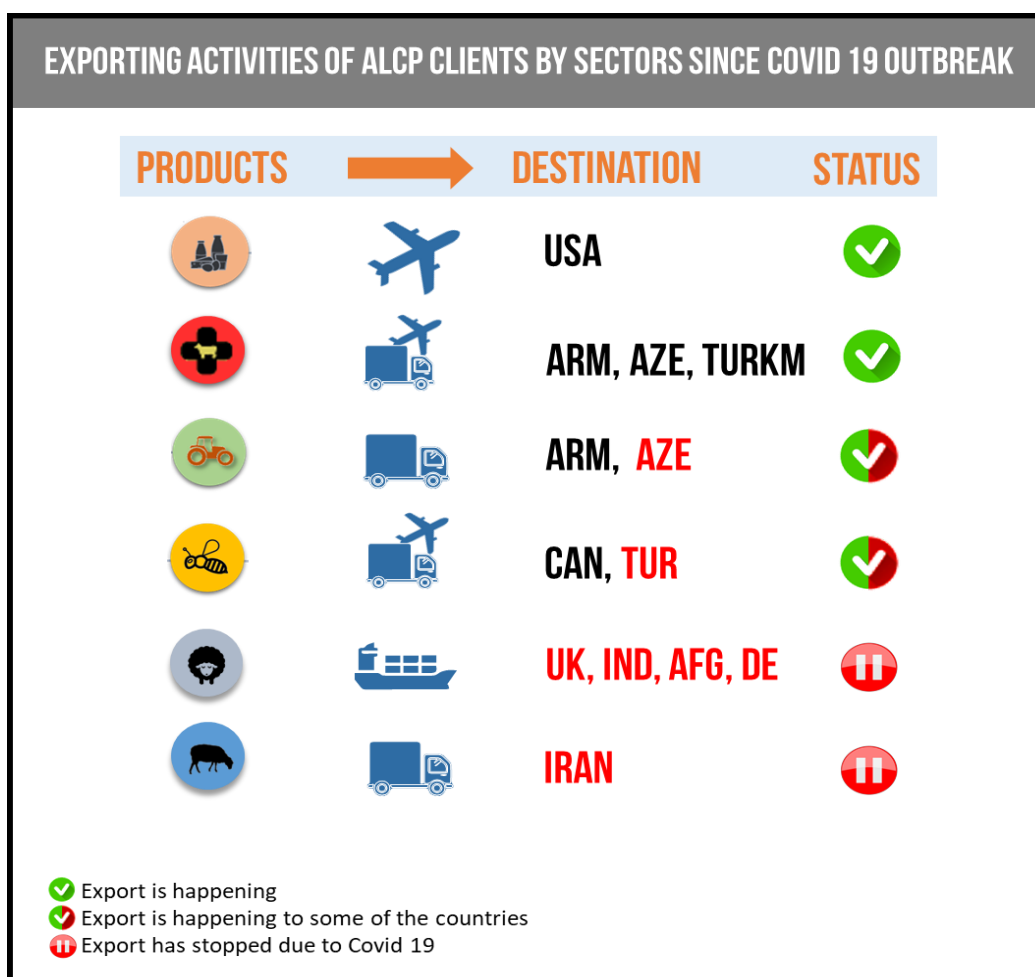 EXPORTING ACTIVITIES OF ALCP CLIENTS BY SECTORS SINCE COVID 19 OUTBREAK
PRODUCTS DESTINATION STATUS
USA
ARM, AZE, TURKM
ARM, AZE
CAN, TUR
UK, IND, AFG, DE
IRAN
Export is happening
Export is happening to some of the countries
Export has stopped due to Covid 19